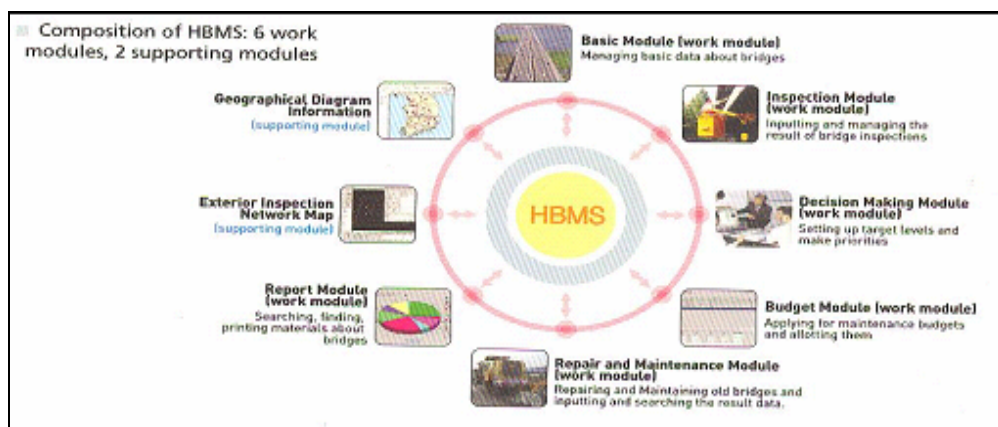 Composition of HBMS: 6 work
modules, 2 supporting modules
Basic Module (work module)
Managing basic data about bridges
Geographical Diagram
Information
(supporting module)
Inspection Module
(work module)
Inputting and managing the
result of bridge inspections
Exterior Inspection
Network Map
(supporting module)
HBMS
Decision Making Module
(work module)
Setting up target levels and
make priorities
Report Module
(work module)
Searching, finding,
printing materials about
bridges
Budget Module (work module)
Applying for maintenance budgets
and allotting them
Repair and Maintenance Module
(work module)
Repairing and Maintaining old bridges and
inputting and searching the result data.